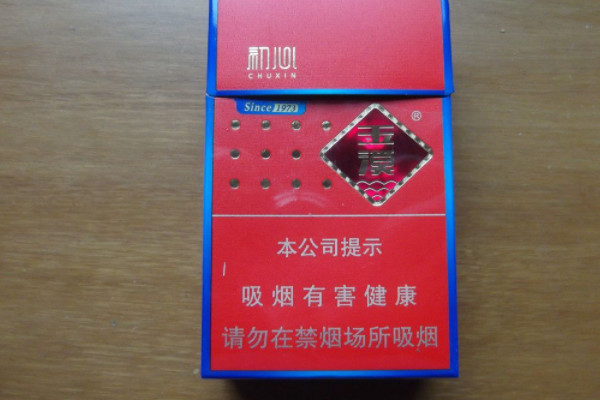 初心
CHUXIN
Since 1973
®
玉溪
本公司提示
吸烟有害健康
请勿在禁烟场所吸烟